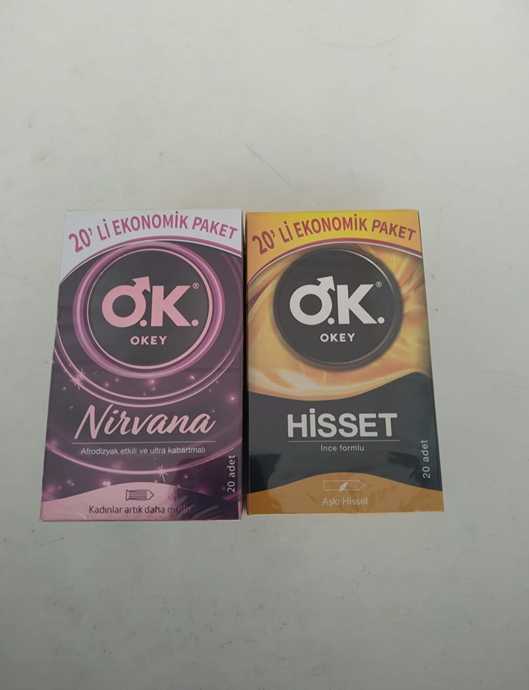 20' Lİ EKONOMİK PAKET
O.K.®
OKEY
Nirvana
Afrodizyak etkili ve ultra kabartmalı
20 adet
Kadınlar artık daha
20' Lİ EKONOMİK PAKET
O.K.®
OKEY
HİSSET
İnce formlu
20 adet
Aşkı Hisset